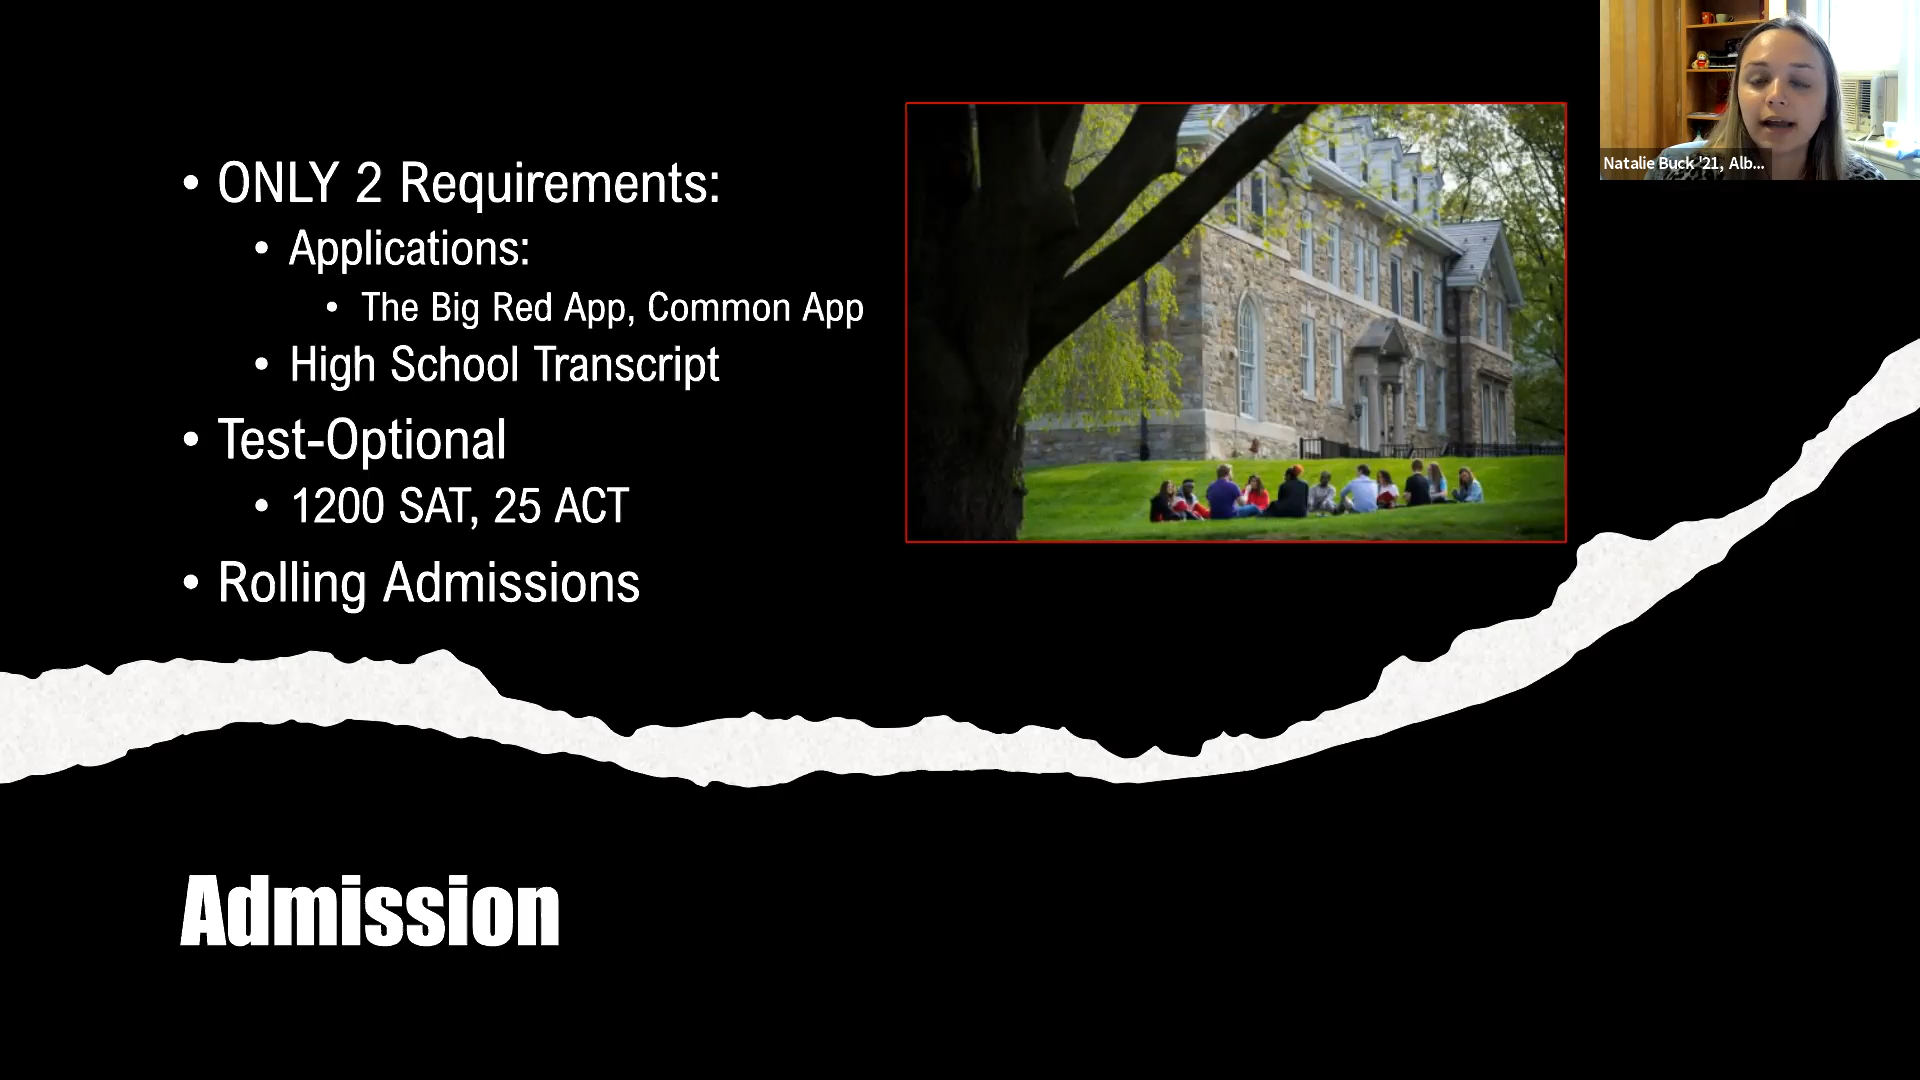 • ONLY 2 Requirements:
• Applications:
• The Big Red App, Common App
• High School Transcript
• Test-Optional
• 1200 SAT, 25 ACT
• Rolling Admissions
Natalie Buck '21, Alb...
Admission